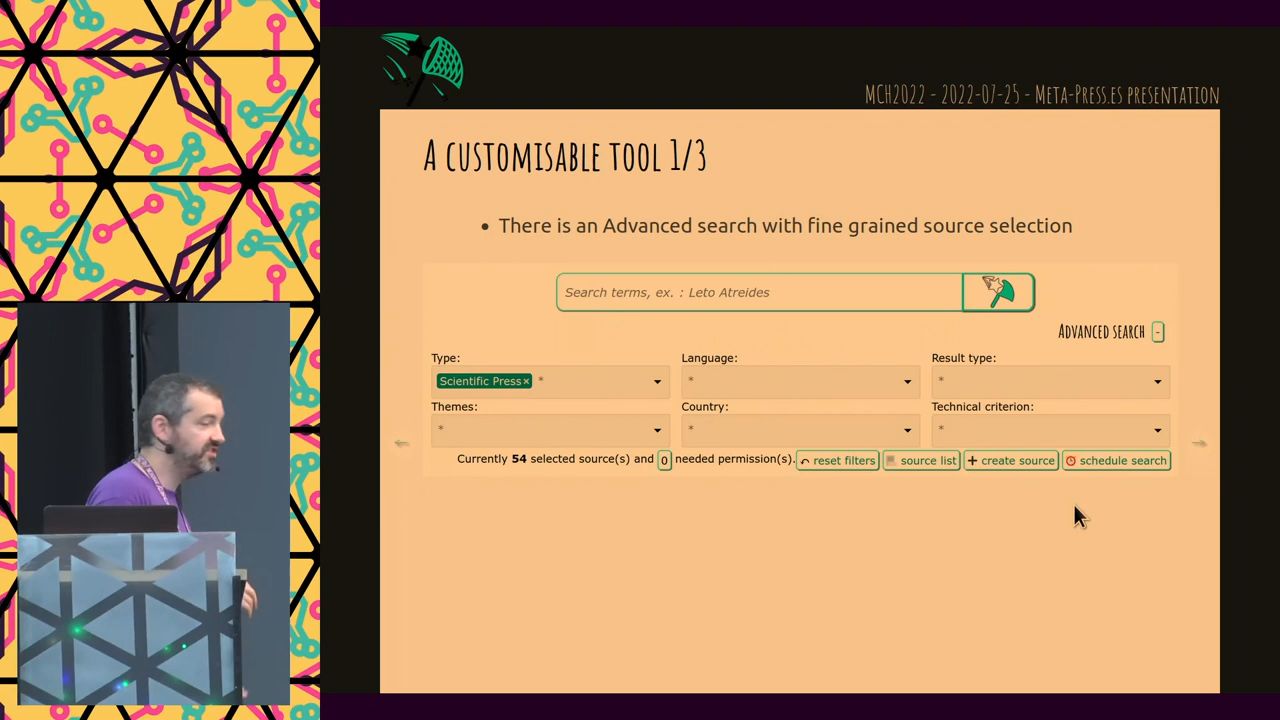 MCH2022 - 2022-07-25 - Meta-Press.es presentation
A customisable tool 1/3
• There is an Advanced search with fine grained source selection
Search terms, ex. : Leto Atreides
Advanced search -
Type: Language: Result type:
Scientific Press× * * *
Themes: Country: Technical criterion:
* * *
Currently 54 selected source(s) and 0 needed permission(s). reset filters source list + create source schedule search